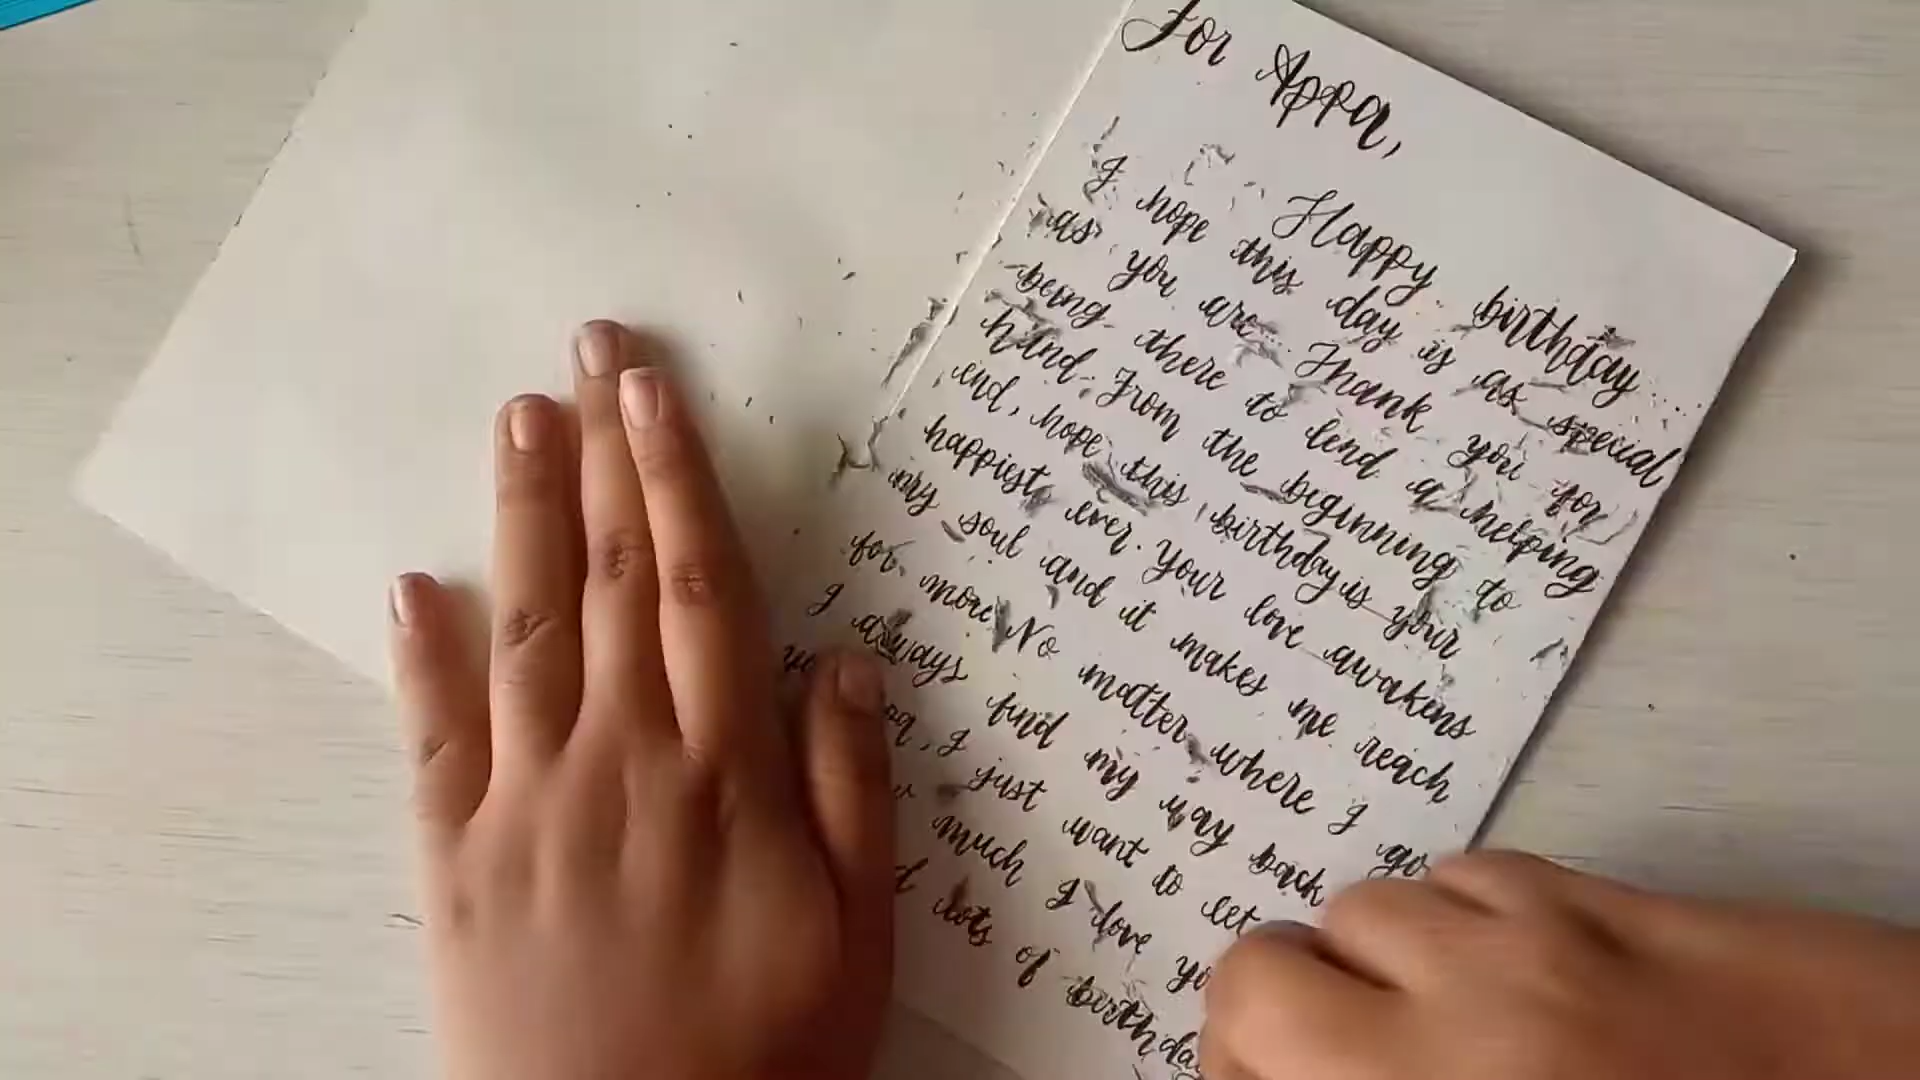 For Appa,
Happy birthday
I hope this day is as special
as you are. Thank you for
being there to lend a helping
hand. From the beginning to
end, hope this birthday is your
happiest ever. Your love awakens
my soul and it makes me reach
for more. No matter where I go
I always find my way back
I just want to let
much I love
lots of birthday